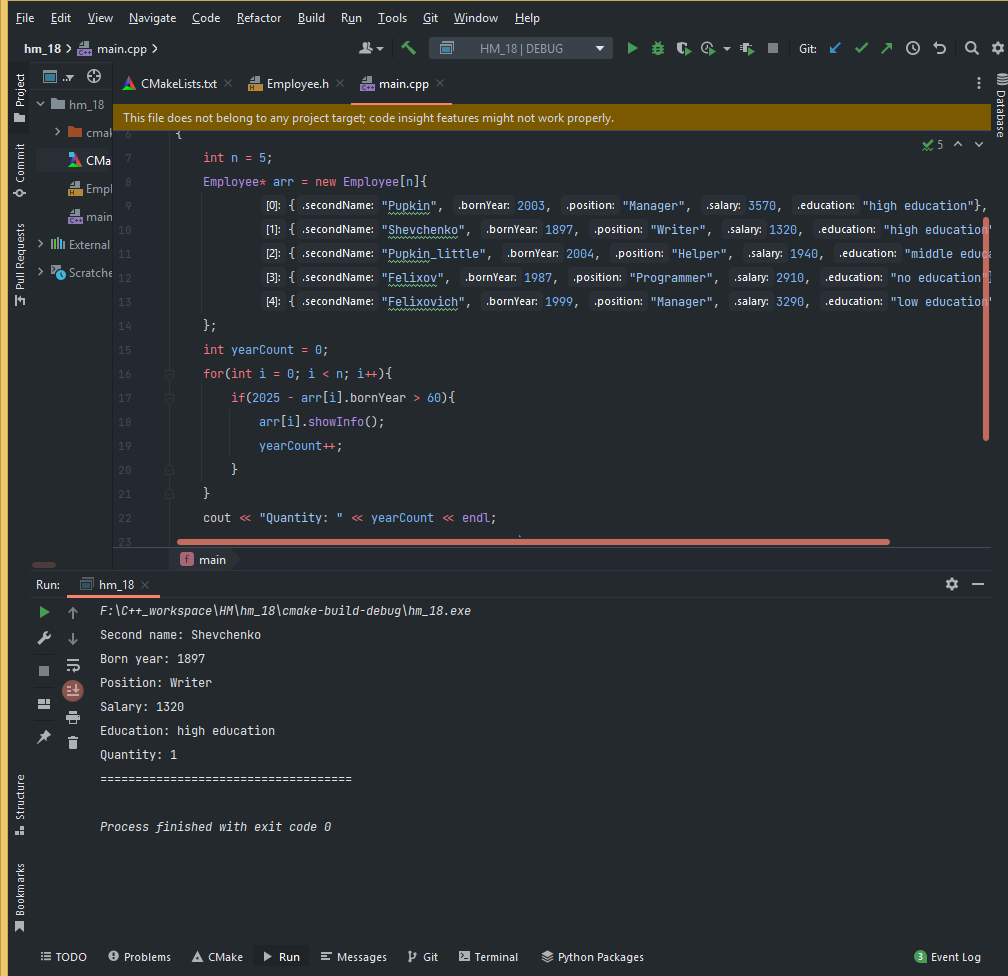 File Edit View Navigate Code Refactor Build Run Tools Git Window Help
hm_18 main.cpp HM_18 | DEBUG Git:
Project
CMakeLists.txt Employee.h main.cpp
hm_18
cmak
CMa
Empl
main
External
Scratche
Commit
Pull Requests
Database
This file does not belong to any project target; code insight features might not work properly.
5
6 {
7 int n = 5;
8 Employee* arr = new Employee[n]{
9 [0]: { .secondName: "Pupkin", .bornYear: 2003, .position: "Manager", .salary: 3570, .education: "high education"},
10 [1]: { .secondName: "Shevchenko", .bornYear: 1897, .position: "Writer", .salary: 1320, .education: "high education"
11 [2]: { .secondName: "Pupkin_little", .bornYear: 2004, .position: "Helper", .salary: 1940, .education: "middle educa
12 [3]: { .secondName: "Felixov", .bornYear: 1987, .position: "Programmer", .salary: 2910, .education: "no education"}
13 [4]: { .secondName: "Felixovich", .bornYear: 1999, .position: "Manager", .salary: 3290, .education: "low education"
14 };
15 int yearCount = 0;
16 for(int i = 0; i < n; i++){
17 if(2025 - arr[i].bornYear > 60){
18 arr[i].showInfo();
19 yearCount++;
20 }
21 }
22 cout << "Quantity: " << yearCount << endl;
23
f main
Run: hm_18
F:\C++_workspace\HM\hm_18\cmake-build-debug\hm_18.exe
Second name: Shevchenko
Born year: 1897
Position: Writer
Salary: 1320
Education: high education
Quantity: 1
====================================
Process finished with exit code 0
Structure
Bookmarks
TODO Problems CMake Run Messages Git Terminal Python Packages 3 Event Log